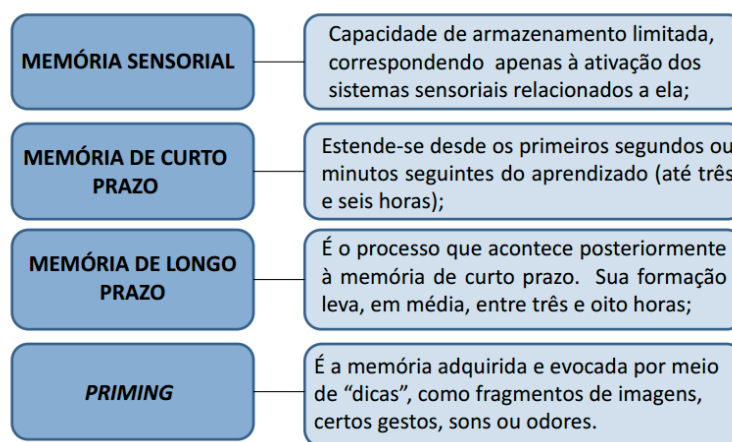 MEMÓRIA SENSORIAL
Capacidade de armazenamento limitada,
correspondendo apenas à ativação dos
sistemas sensoriais relacionados a ela;
MEMÓRIA DE CURTO
PRAZO
Estende-se desde os primeiros segundos ou
minutos seguintes do aprendizado (até três
e seis horas);
MEMÓRIA DE LONGO
PRAZO
É o processo que acontece posteriormente
à memória de curto prazo. Sua formação
leva, em média, entre três e oito horas;
PRIMING
É a memória adquirida e evocada por meio
de “dicas”, como fragmentos de imagens,
certos gestos, sons ou odores.